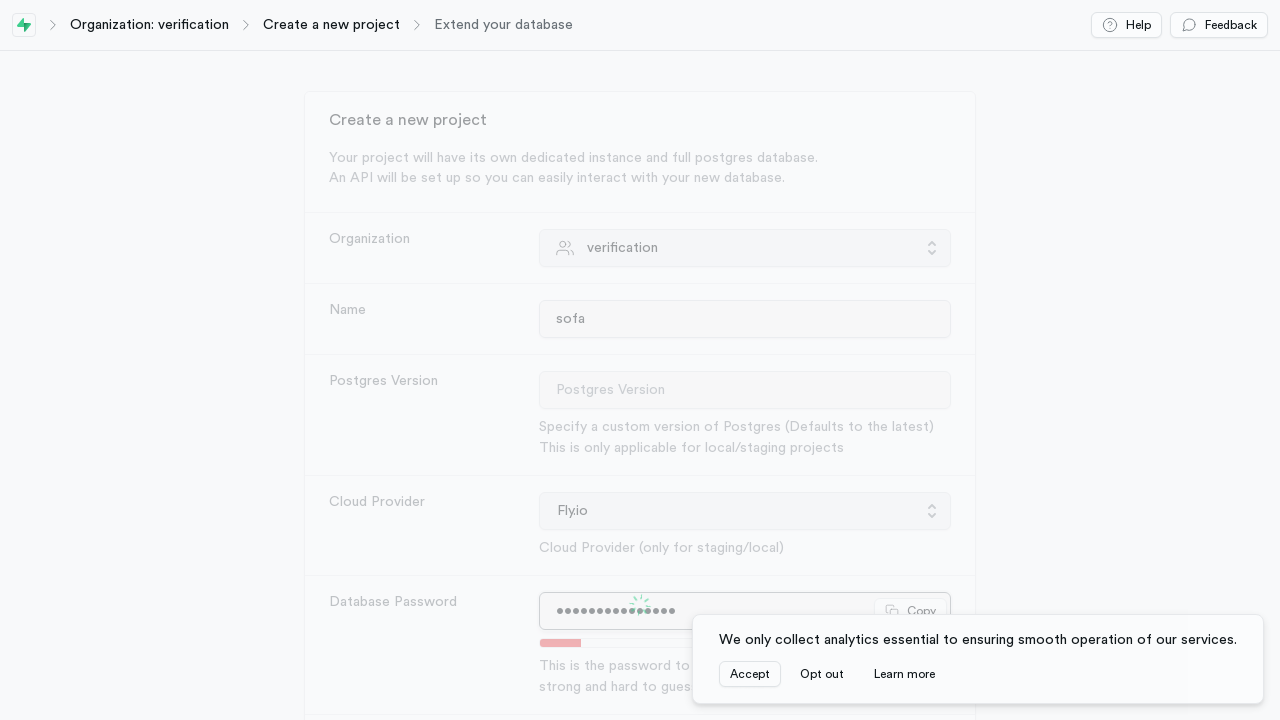 Organization: verification
Create a new project
Extend your database
Help
Feedback
Create a new project
Your project will have its own dedicated instance and full postgres database.
An API will be set up so you can easily interact with your new database.
Organization
verification
Name
sofa
Postgres Version
Postgres Version
Specify a custom version of Postgres (Defaults to the latest)
This is only applicable for local/staging projects
Cloud Provider
Fly.io
Cloud Provider (only for staging/local)
Database Password
••••••••••••••• Copy
This is the password to
strong and hard to gues
We only collect analytics essential to ensuring smooth operation of our services.
Accept
Opt out
Learn more